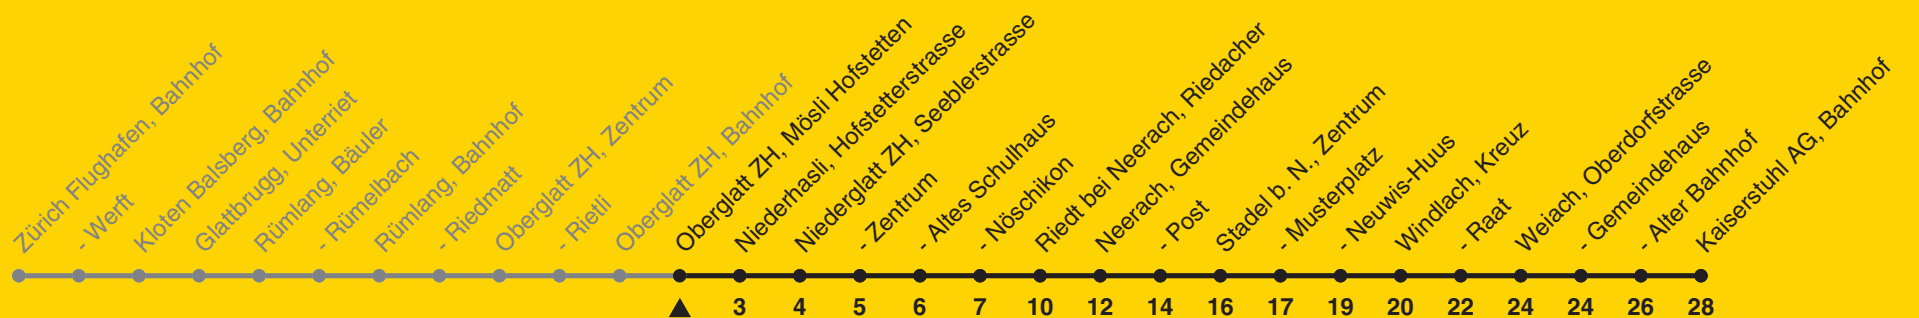 Zürich Flughafen, Bahnhof
- Werft
Kloten Balsberg, Bahnhof
Glattbrugg, Unterriet
Rümlang, Bäuler
- Rümelbach
Rümlang, Bahnhof
- Riedmatt
Oberglatt ZH, Zentrum
- Rietli
Oberglatt ZH, Bahnhof
Oberglatt ZH, Mösli Hofstetten
Niederhasli, Hofstetterstrasse
Niederglatt ZH, Seeblerstrasse
- Zentrum
- Altes Schulhaus
- Nöschikon
Riedt bei Neerach, Riedacher
Neerach, Gemeindehaus
- Post
Stadel b. N., Zentrum
- Musterplatz
- Neuwis-Huus
Windlach, Kreuz
- Raat
Weiach, Oberdorfstrasse
- Gemeindehaus
- Alter Bahnhof
Kaiserstuhl AG, Bahnhof
3 4 5 6 7 10 12 14 16 17 19 20 22 24 24 26 28